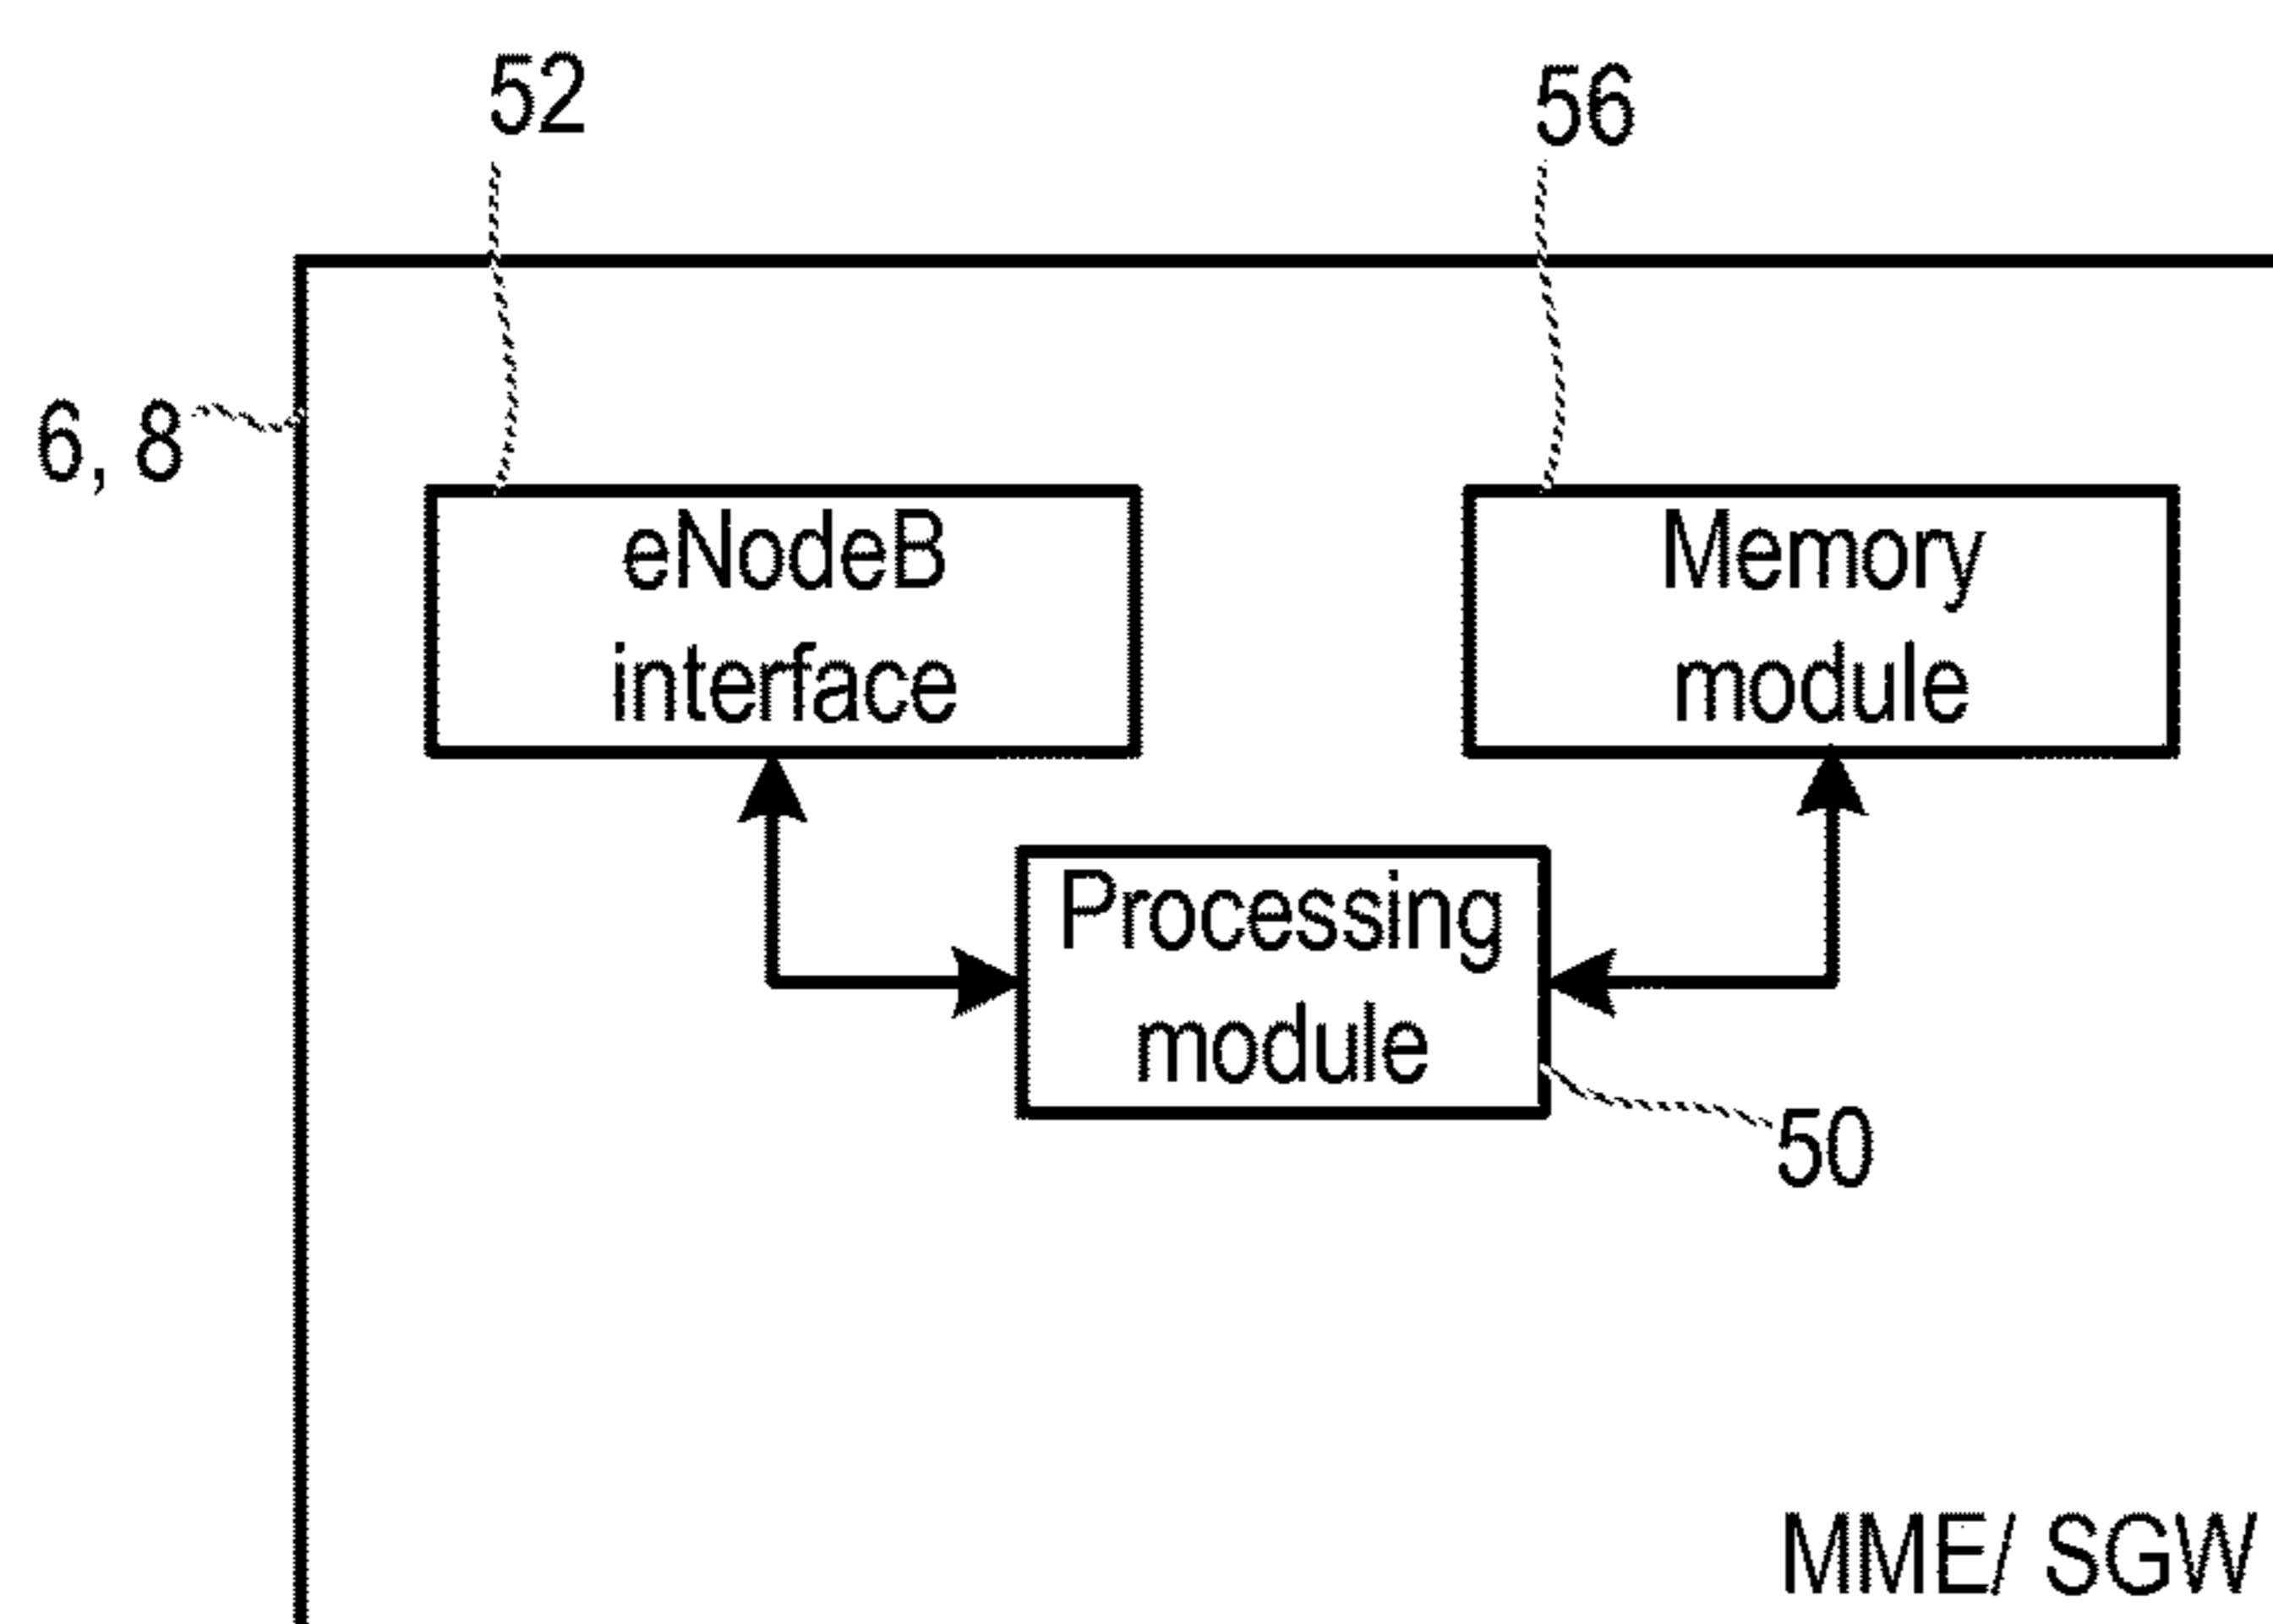 52
56
6, 8
eNodeB
interface
Memory
module
Processing
module
50
MME/ SGW